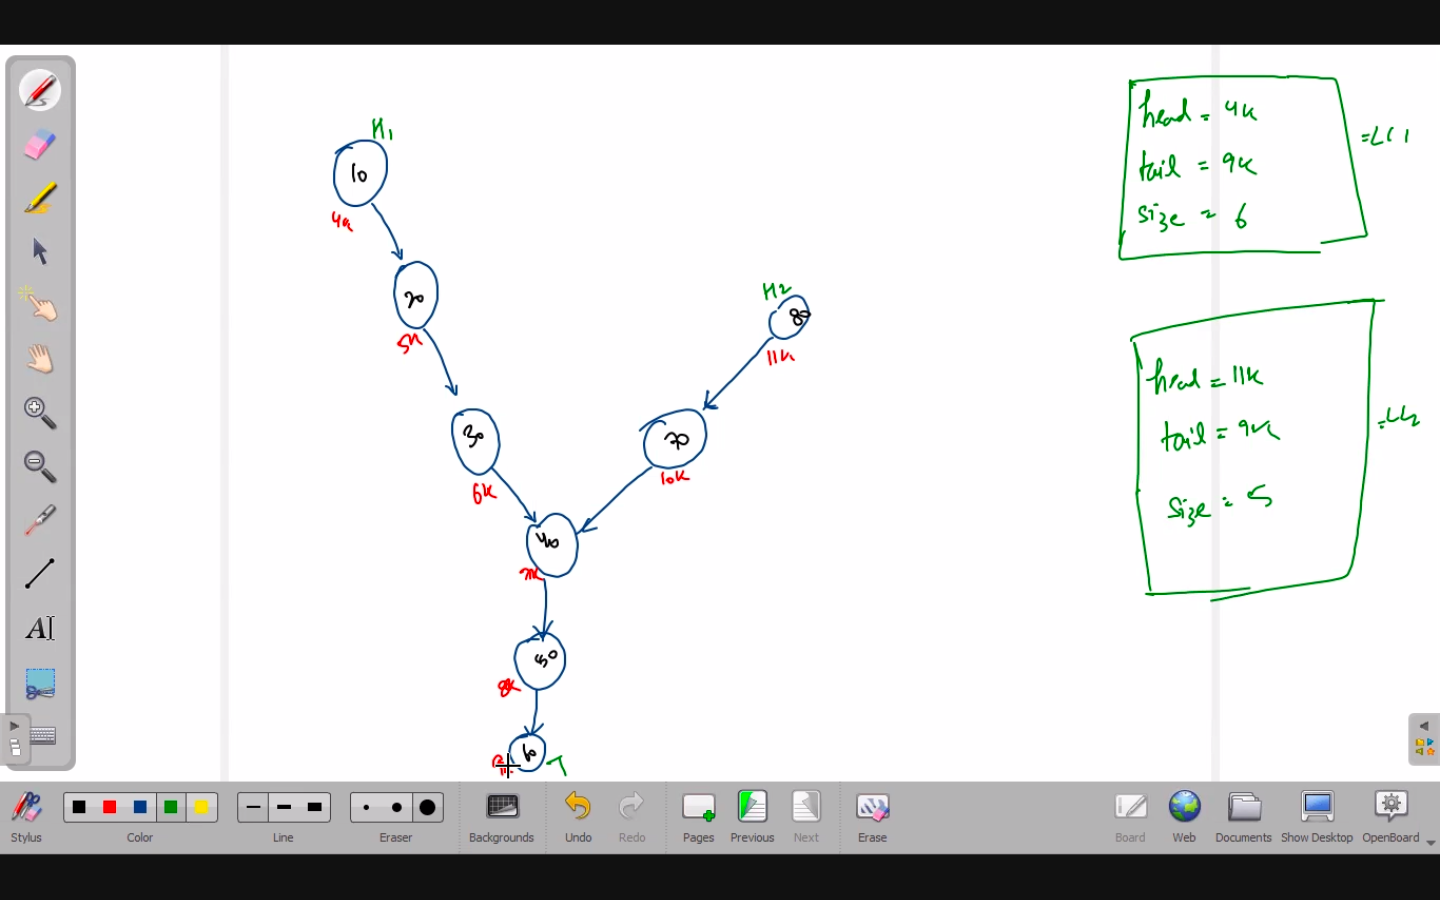 H1
10
4k
20
5k
30
6k
H2
80
11k
70
10k
40
7k
50
8k
60
T
head = 4k
tail = 9k
size = 6
=LL1
head = 11k
tail = 9k
size = 5
=LL2
Stylus
Color
Line
Eraser
Backgrounds
Undo
Redo
Pages
Previous
Next
Erase
Board
Web
Documents
Show Desktop
OpenBoard